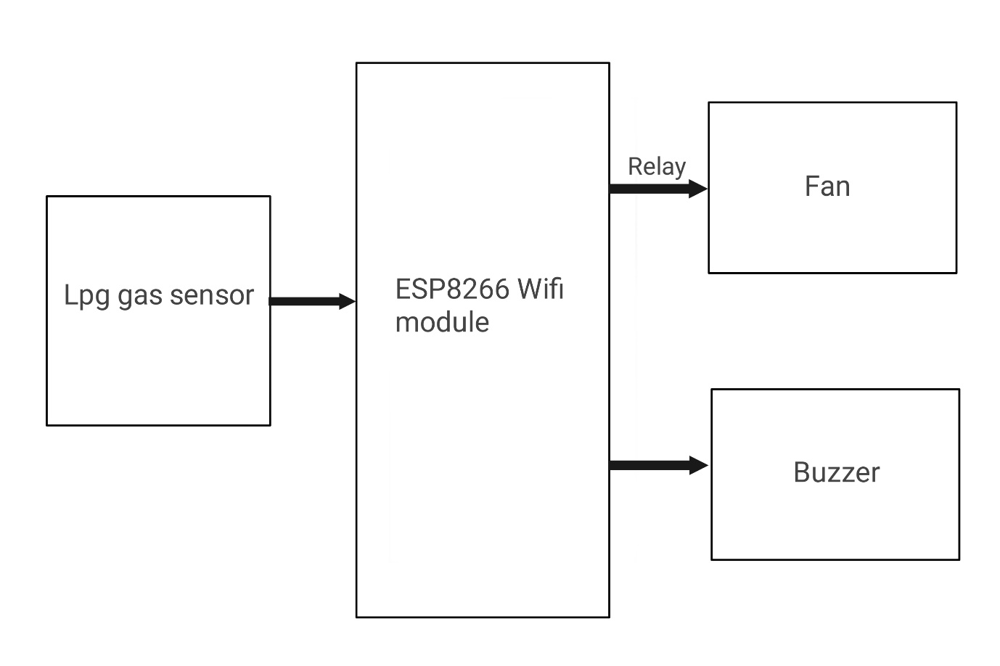 Lpg gas sensor
ESP8266 Wifi
module
Relay
Fan
Buzzer